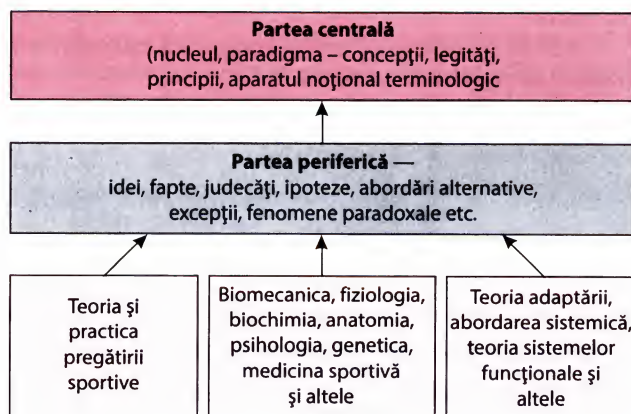 Partea centrală
(nucleul, paradigma – concepţii, legităţi,
principii, aparatul noţional terminologic
Partea periferică —
idei, fapte, judecăţi, ipoteze, abordări alternative,
excepţii, fenomene paradoxale etc.
Teoria şi
practica
pregătirii
sportive
Biomecanica, fiziologia,
biochimia, anatomia,
psihologia, genetica,
medicina sportivă
şi altele
Teoria adaptării,
abordarea sistemică,
teoria sistemelor
funcţionale şi
altele